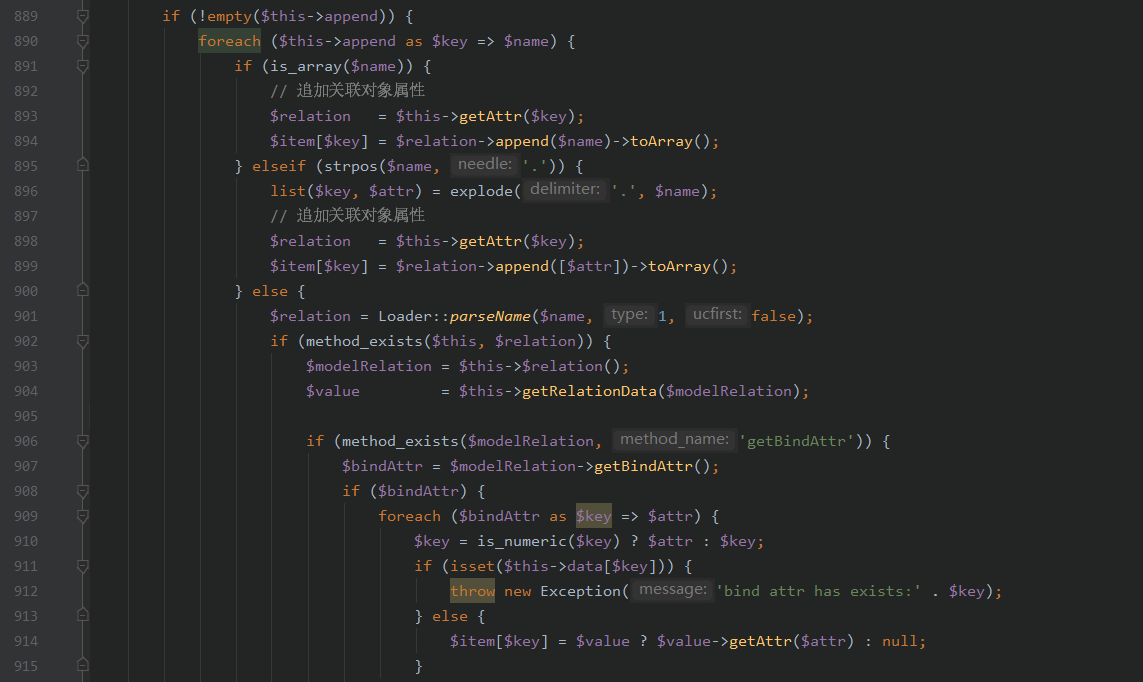 889 if (!empty($this->append)) {
890 foreach ($this->append as $key => $name) {
891 if (is_array($name)) {
892 // 追加关联对象属性
893 $relation   = $this->getAttr($key);
894 $item[$key] = $relation->append($name)->toArray();
895 } elseif (strpos($name, needle: '.')) {
896 list($key, $attr) = explode( delimiter: '.', $name);
897 // 追加关联对象属性
898 $relation   = $this->getAttr($key);
899 $item[$key] = $relation->append([$attr])->toArray();
900 } else {
901 $relation = Loader::parseName($name, type: 1, ucfirst: false);
902 if (method_exists($this, $relation)) {
903 $modelRelation = $this->$relation();
904 $value         = $this->getRelationData($modelRelation);
905
906 if (method_exists($modelRelation, method_name: 'getBindAttr')) {
907 $bindAttr = $modelRelation->getBindAttr();
908 if ($bindAttr) {
909 foreach ($bindAttr as $key => $attr) {
910 $key = is_numeric($key) ? $attr : $key;
911 if (isset($this->data[$key])) {
912 throw new Exception( message: 'bind attr has exists:' . $key);
913 } else {
914 $item[$key] = $value ? $value->getAttr($attr) : null;
915 }